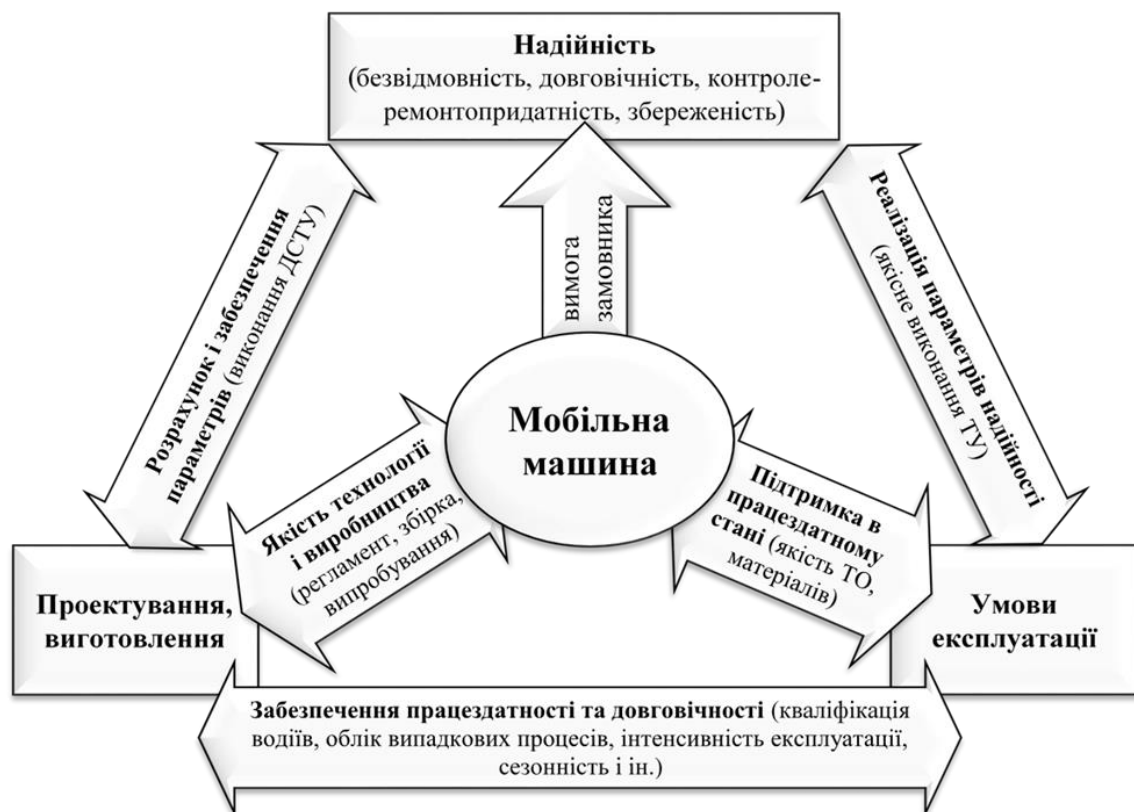 Надійність
(безвідмовність, довговічність, контроле-
ремонтопридатність, збереженість)
Розрахунок і забезпечення
параметрів (виконання ДСТУ)
вимога
замовника
Реалізація параметрів надійності
(якісне виконання ТУ)
Мобільна
машина
Якість технології
і виробництва
(регламент, збірка,
випробування)
Підтримка в
працездатному
стані (якість ТО,
матеріалів)
Проектування,
виготовлення
Умови
експлуатації
Забезпечення працездатності та довговічності (кваліфікація
водіїв, облік випадкових процесів, інтенсивність експлуатації,
сезонність і ін.)